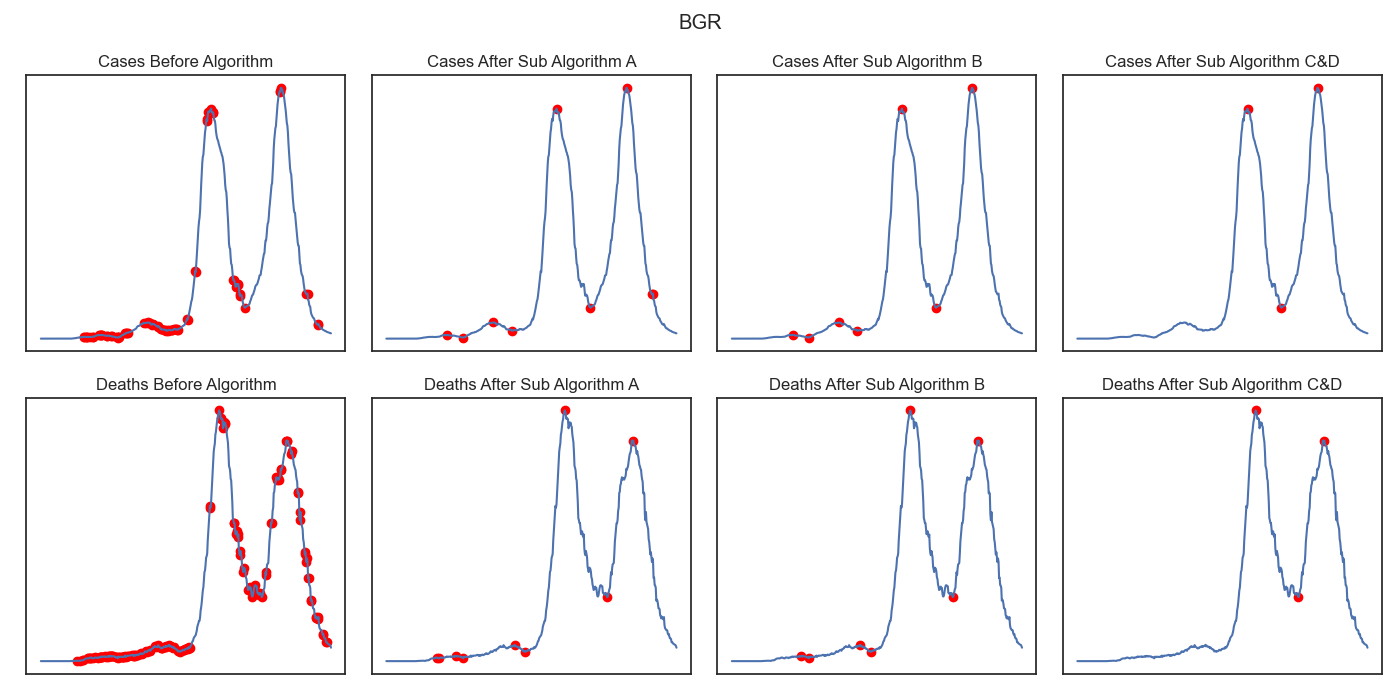 BGR
Cases Before Algorithm
Cases After Sub Algorithm A
Cases After Sub Algorithm B
Cases After Sub Algorithm C&D
Deaths Before Algorithm
Deaths After Sub Algorithm A
Deaths After Sub Algorithm B
Deaths After Sub Algorithm C&D